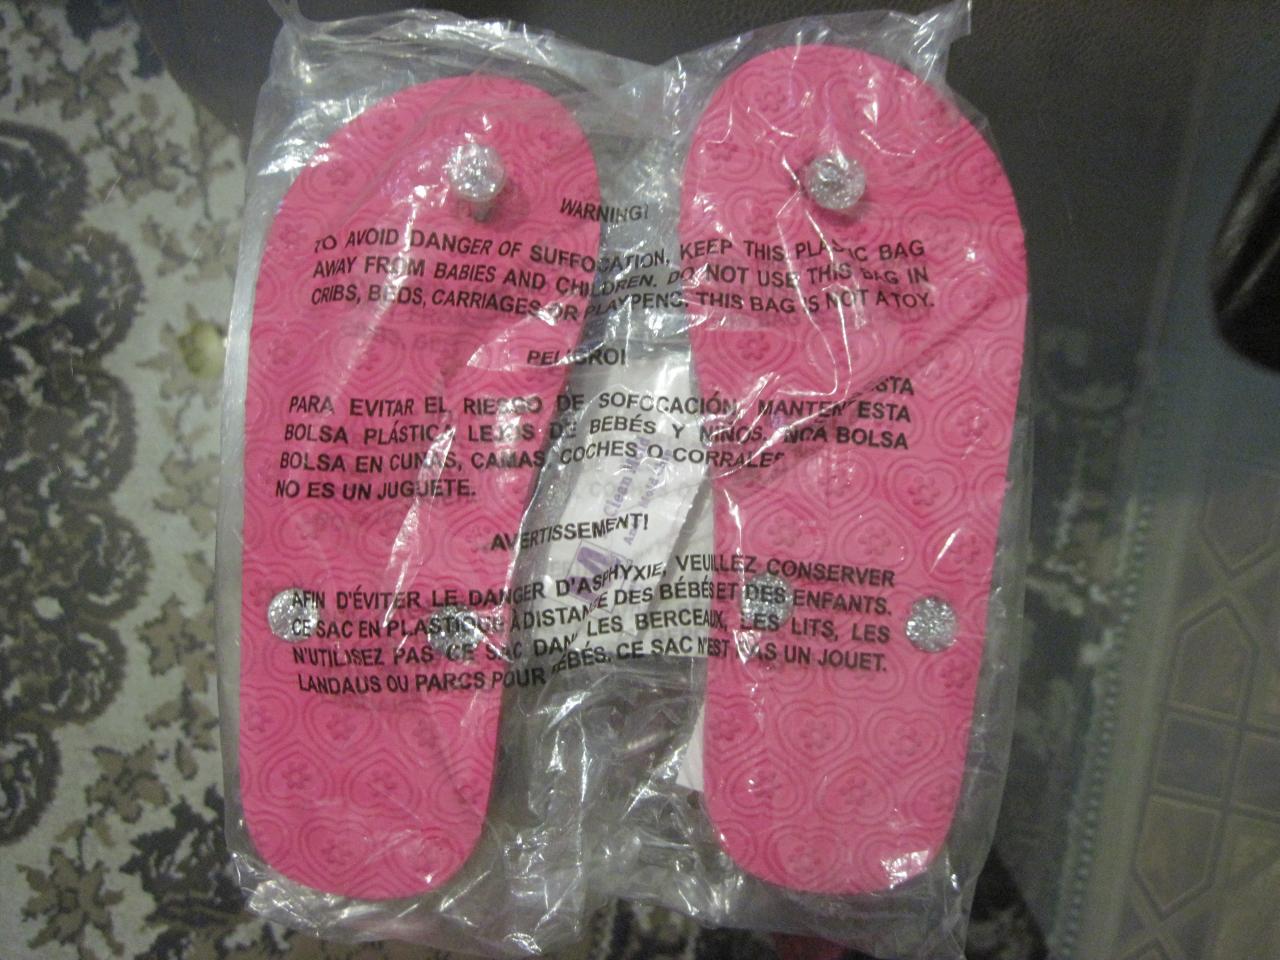 WARNING!
TO AVOID DANGER OF SUFFOCATION, KEEP THIS PLASTIC BAG
AWAY FROM BABIES AND CHILDREN. DO NOT USE THIS BAG IN
CRIBS, BEDS, CARRIAGES OR PLAYPENS. THIS BAG IS NOT A TOY.
PELIGRO!
PARA EVITAR EL RIESGO DE SOFOCACIÓN, MANTEN ESTA
BOLSA PLÁSTICA LEJOS DE BEBÉS Y NIÑOS. BOLSA
BOLSA EN CUNAS, CAMAS, COCHES O CORRALES
NO ES UN JUGUETE.
AVERTISSEMENT!
AFIN D'ÉVITER LE DANGER D'ASPHYXIE, VEUILLEZ CONSERVER
CE SAC EN PLASTIQUE À DISTANCE DES BÉBÉS ET DES ENFANTS.
N'UTILISEZ PAS CE SAC DANS LES BERCEAUX, LES LITS, LES
LANDAUS OU PARCS POUR BÉBÉS. CE SAC N'EST PAS UN JOUET.
Clean